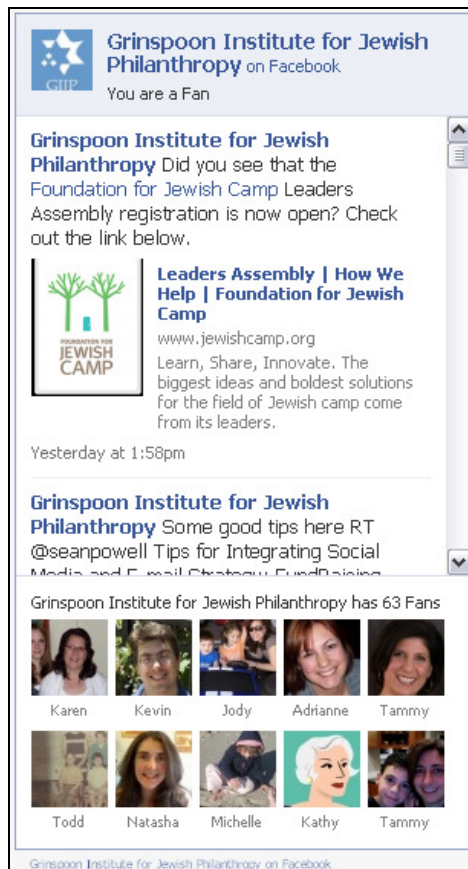 Grinspoon Institute for Jewish
Philanthropy on Facebook
GIJP
You are a Fan
Grinspoon Institute for Jewish
Philanthropy Did you see that the
Foundation for Jewish Camp Leaders
Assembly registration is now open? Check
out the link below.
FOUNDATION FOR
JEWISH
CAMP
Leaders Assembly | How We
Help | Foundation for Jewish
Camp
www.jewishcamp.org
Learn, Share, Innovate. The
biggest ideas and boldest solutions
for the field of Jewish camp come
from its leaders.
Yesterday at 1:58pm
Grinspoon Institute for Jewish
Philanthropy Some good tips here RT
@seanpowell Tips for Integrating Social
Media and E-mail Strategy: FundRaising
Grinspoon Institute for Jewish Philanthropy has 63 Fans
Karen Kevin Jody Adrianne Tammy
Todd Natasha Michelle Kathy Tammy
Grinspoon Institute for Jewish Philanthropy on Facebook